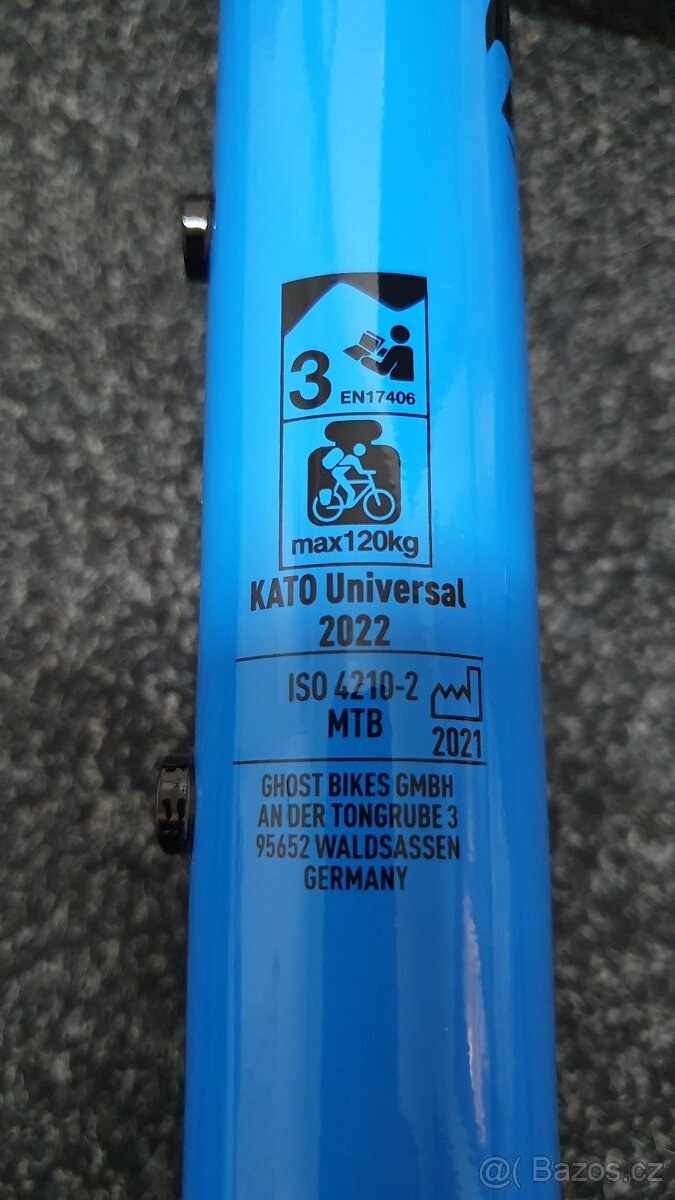 3
EN17406
max120kg
KATO Universal
2022
ISO 4210-2
MTB
2021
GHOST BIKES GMBH
AN DER TONGRUBE 3
95652 WALDSASSEN
GERMANY
@( Bazos.cz